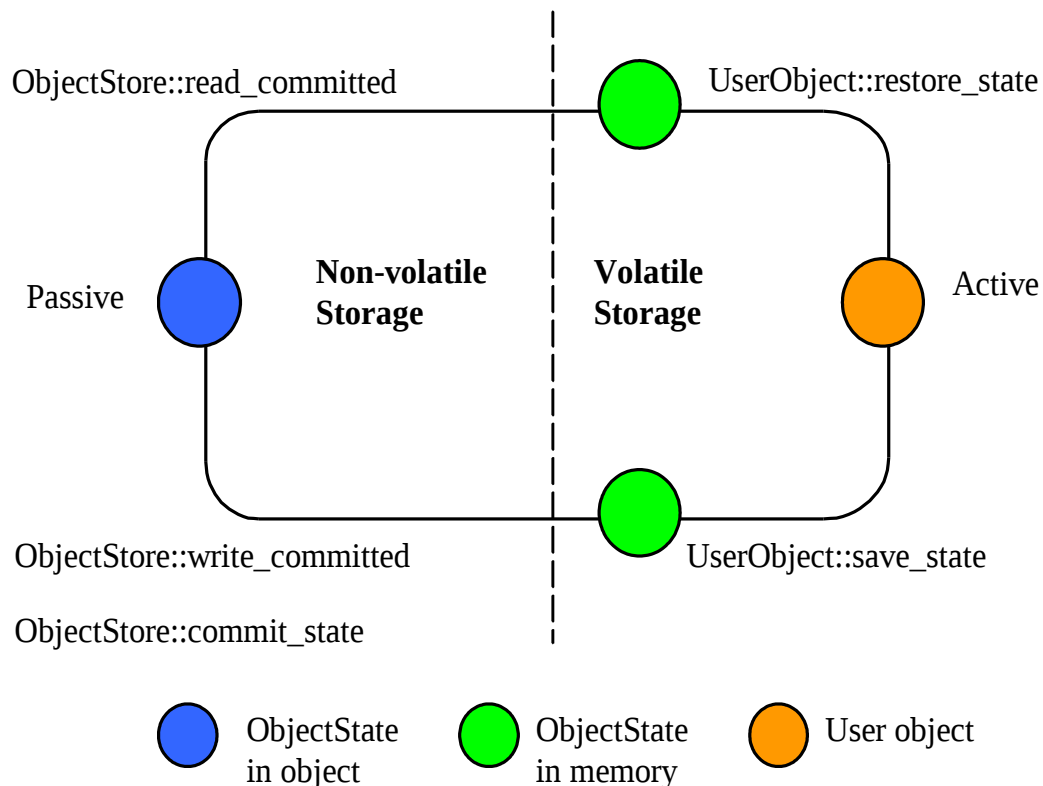 ObjectStore::read_committed
UserObject::restore_state
Passive
Non-volatile
Storage
Volatile
Storage
Active
ObjectStore::write_committed
UserObject::save_state
ObjectStore::commit_state
ObjectState
in object
ObjectState
in memory
User object